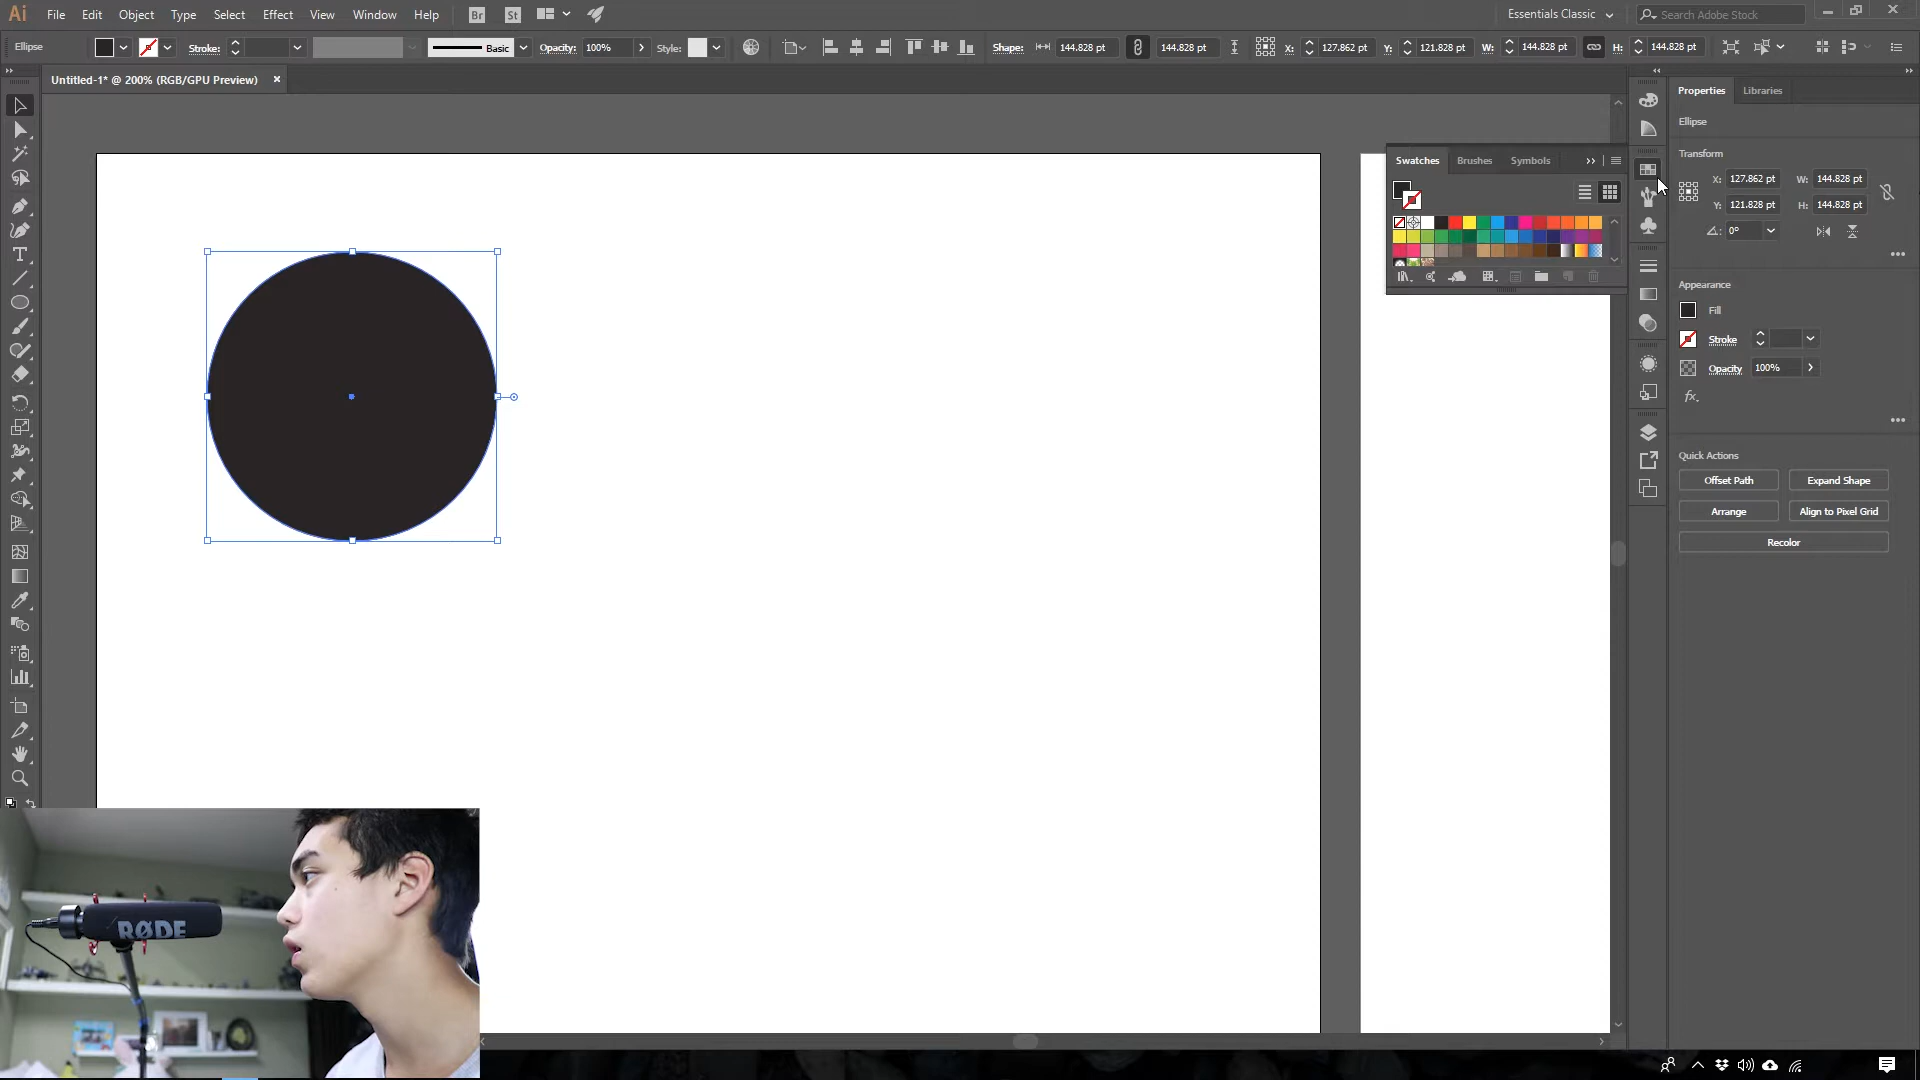 Ai File Edit Object Type Select Effect View Window Help Br St Essentials Classic Search Adobe Stock
Ellipse Stroke: Basic Opacity: 100% Style: Shape: 144.828 pt 144.828 pt X: 127.862 pt Y: 121.828 pt W: 144.828 pt H: 144.828 pt
Untitled-1* @ 200% (RGB/GPU Preview) ×
Properties Libraries
Ellipse
Transform
X: 127.862 pt W: 144.828 pt
Y: 121.828 pt H: 144.828 pt
0°
Swatches Brushes Symbols
Appearance
Fill
Stroke
Opacity 100%
fx.
Quick Actions
Offset Path Expand Shape
Arrange Align to Pixel Grid
Recolor
RØDE